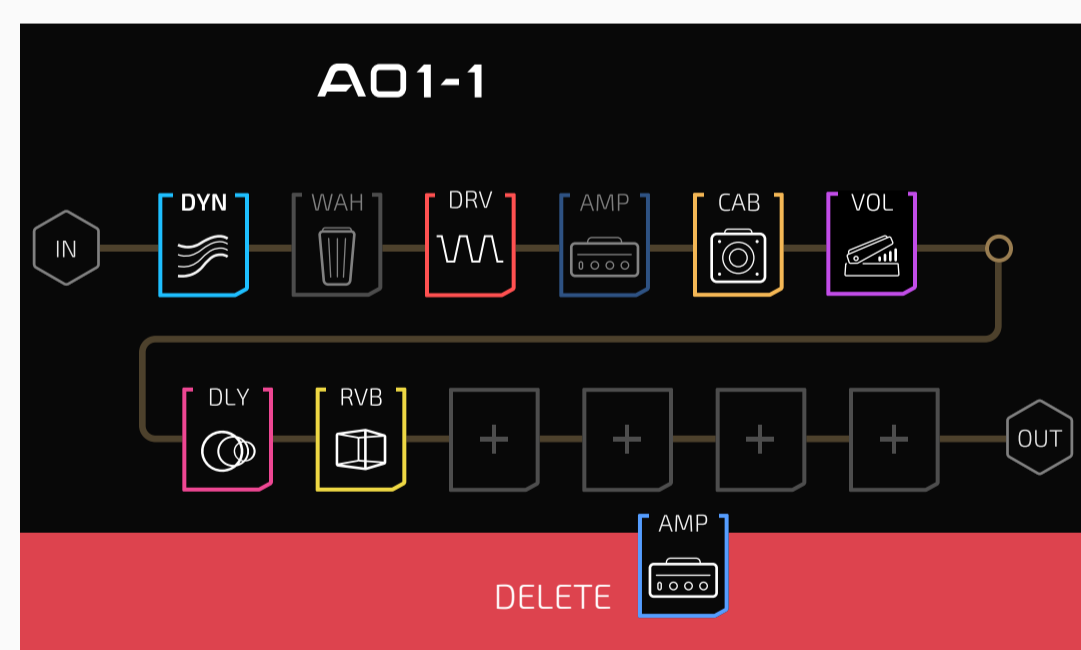 A01-1
IN DYN WAH DRV AMP CAB VOL
DLY RVB + + + + OUT
AMP
DELETE